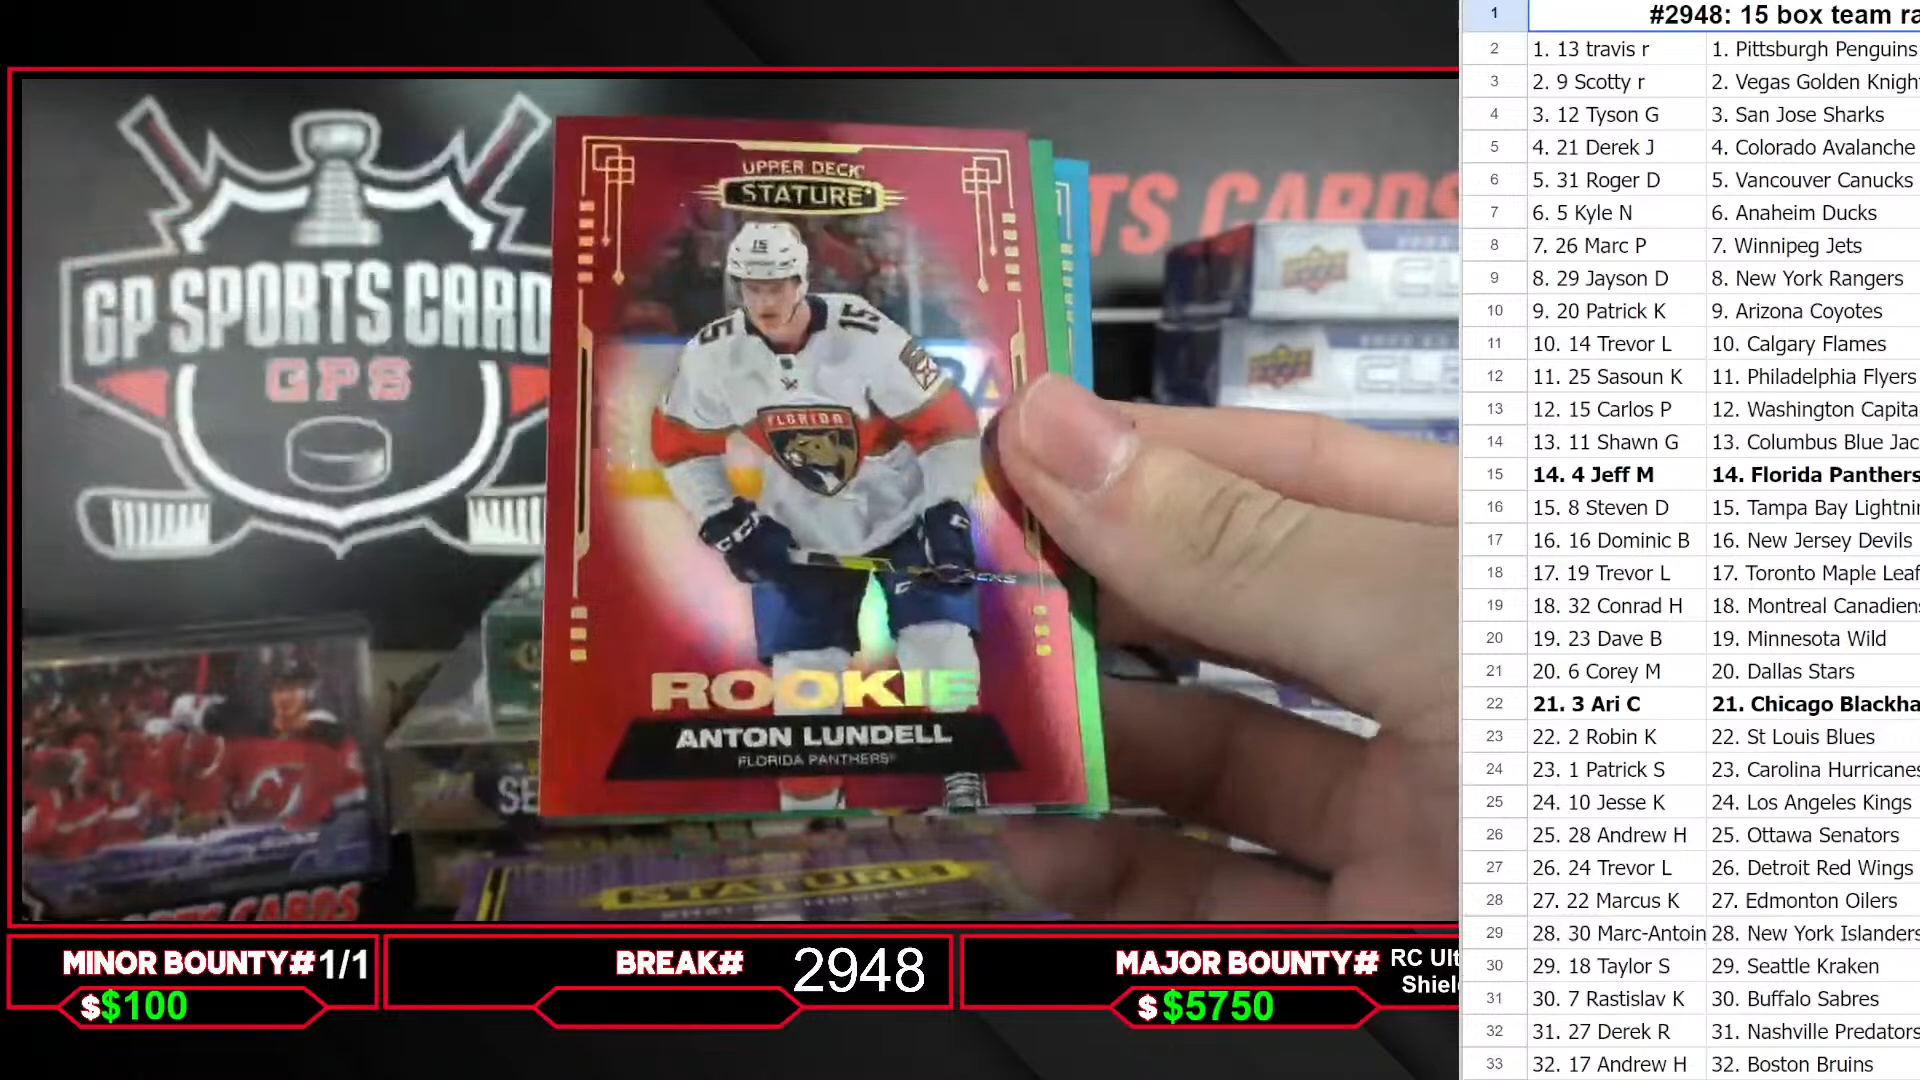 GP SPORTS CARD
GPS
TS CARDS
UPPER DECK
STATURE
15
15
FLORIDA
ROOKIE
ANTON LUNDELL
FLORIDA PANTHERS
SE
STATURE
CARDS
MINOR BOUNTY# 1/1
$$100
BREAK# 2948
MAJOR BOUNTY# RC Ult
Shiel
$ $5750
1 #2948: 15 box team ra
2 1. 13 travis r 1. Pittsburgh Penguins
3 2. 9 Scotty r 2. Vegas Golden Knigh
4 3. 12 Tyson G 3. San Jose Sharks
5 4. 21 Derek J 4. Colorado Avalanche
6 5. 31 Roger D 5. Vancouver Canucks
7 6. 5 Kyle N 6. Anaheim Ducks
8 7. 26 Marc P 7. Winnipeg Jets
9 8. 29 Jayson D 8. New York Rangers
10 9. 20 Patrick K 9. Arizona Coyotes
11 10. 14 Trevor L 10. Calgary Flames
12 11. 25 Sasoun K 11. Philadelphia Flyers
13 12. 15 Carlos P 12. Washington Capita
14 13. 11 Shawn G 13. Columbus Blue Jac
15 14. 4 Jeff M 14. Florida Panthers
16 15. 8 Steven D 15. Tampa Bay Lightni
17 16. 16 Dominic B 16. New Jersey Devils
18 17. 19 Trevor L 17. Toronto Maple Leaf
19 18. 32 Conrad H 18. Montreal Canadiens
20 19. 23 Dave B 19. Minnesota Wild
21 20. 6 Corey M 20. Dallas Stars
22 21. 3 Ari C 21. Chicago Blackha
23 22. 2 Robin K 22. St Louis Blues
24 23. 1 Patrick S 23. Carolina Hurricanes
25 24. 10 Jesse K 24. Los Angeles Kings
26 25. 28 Andrew H 25. Ottawa Senators
27 26. 24 Trevor L 26. Detroit Red Wings
28 27. 22 Marcus K 27. Edmonton Oilers
29 28. 30 Marc-Antoin 28. New York Islanders
30 29. 18 Taylor S 29. Seattle Kraken
31 30. 7 Rastislav K 30. Buffalo Sabres
32 31. 27 Derek R 31. Nashville Predators
33 32. 17 Andrew H 32. Boston Bruins